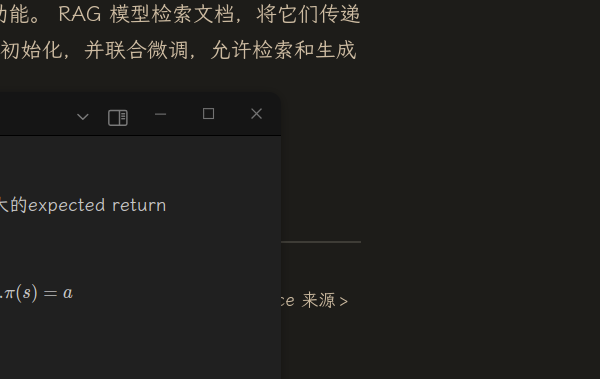 功能。 RAG 模型检索文档，将它们传递
初始化，并联合微调，允许检索和生成
大的expected return
.π(s) = a
ce 来源 >